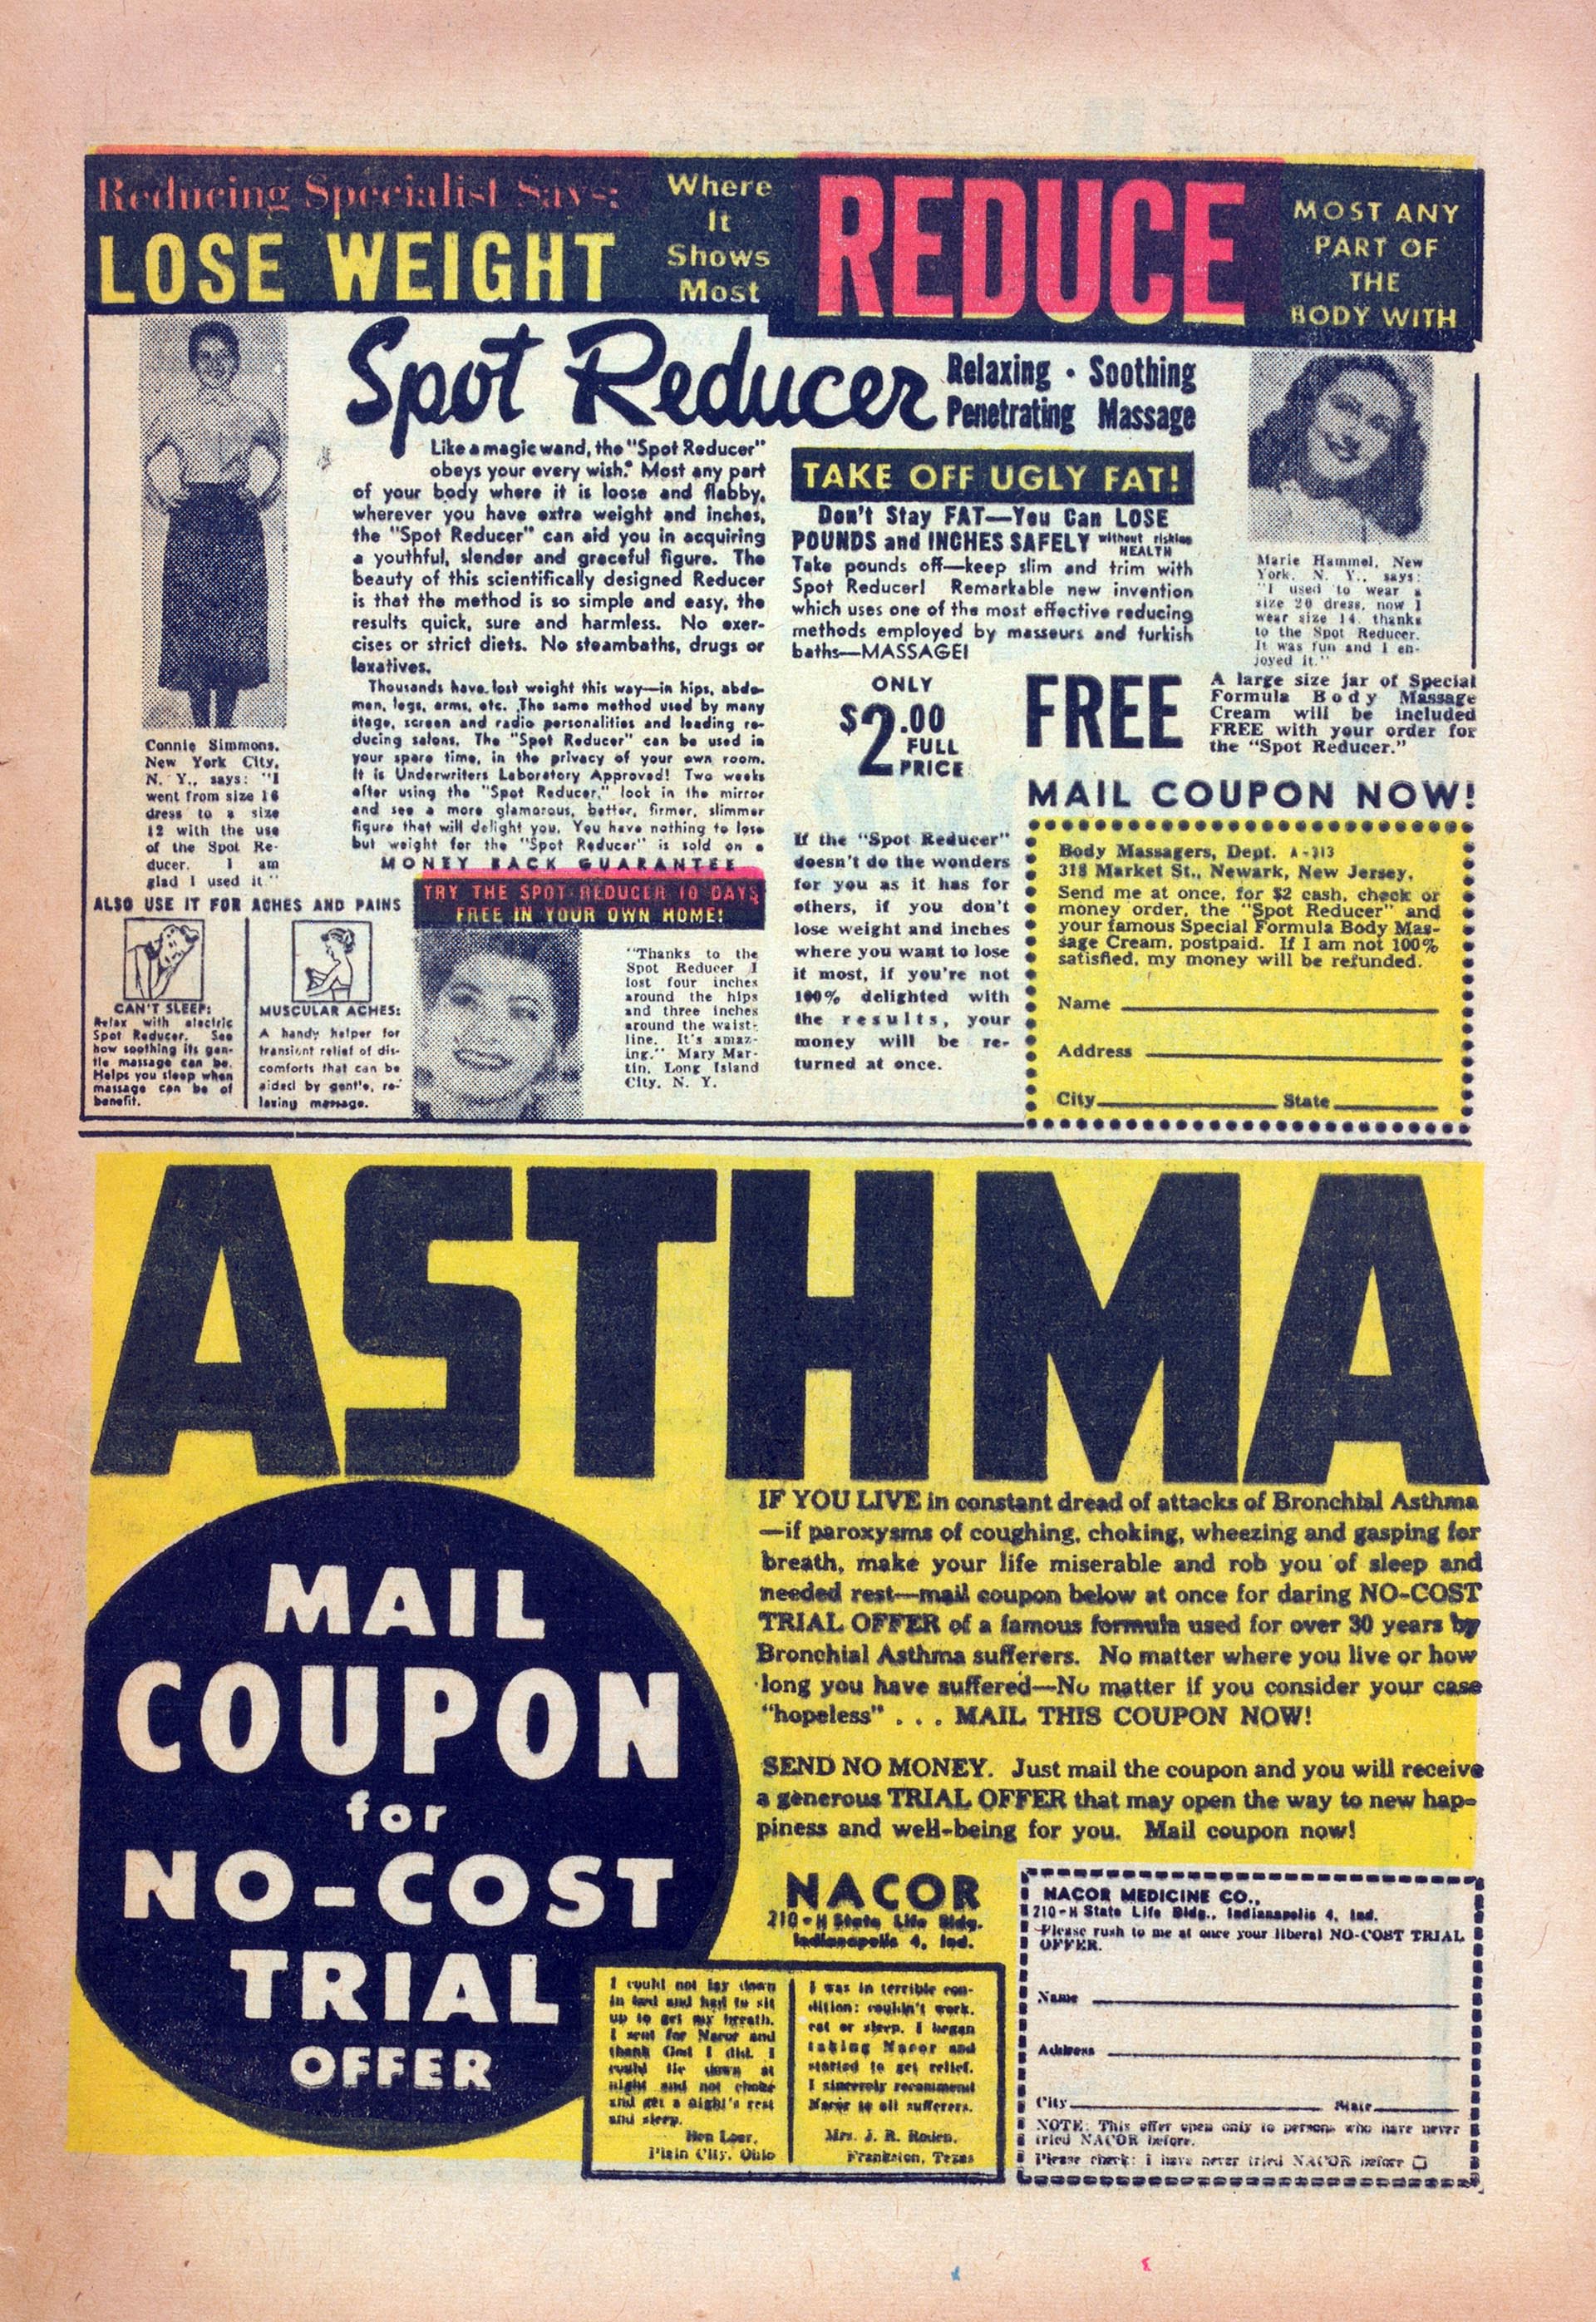 Reducing Specialist Says:
LOSE WEIGHT
Where
It
Shows
Most
REDUCE
MOST ANY
PART OF
THE
BODY WITH
Spot Reducer
Relaxing · Soothing
Penetrating Massage
Connie Simmons,
New York City,
N. Y., says: "I
went from size 16
dress to a size
12 with the use
of the Spot Re-
ducer. I am
glad I used it."
Like a magic wand, the "Spot Reducer"
obeys your every wish. Most any part
of your body where it is loose and flabby,
wherever you have extra weight and inches,
the "Spot Reducer" can aid you in acquiring
a youthful, slender and graceful figure. The
beauty of this scientifically designed Reducer
is that the method is so simple and easy, the
results quick, sure and harmless. No exer-
cises or strict diets. No steambaths, drugs or
laxatives.
Thousands have lost weight this way—in hips, abdo-
men, legs, arms, etc. The same method used by many
stage, screen and radio personalities and leading re-
ducing salons. The "Spot Reducer" can be used in
your spare time, in the privacy of your own room.
It is Underwriters Laboratory Approved! Two weeks
after using the "Spot Reducer," look in the mirror
and see a more glamorous, better, firmer, slimmer
figure that will delight you. You have nothing to lose
but weight for the "Spot Reducer" is sold on a
MONEY BACK GUARANTEE
TRY THE SPOT REDUCER 10 DAYS
FREE IN YOUR OWN HOME!
"Thanks to the
Spot Reducer I
lost four inches
around the hips
and three inches
around the waist-
line. It's amaz-
ing." Mary Mar-
tin, Long Island
City, N. Y.
ALSO USE IT FOR ACHES AND PAINS
CAN'T SLEEP:
Relax with electric
Spot Reducer. See
how soothing its gen-
tle massage can be.
Helps you sleep when
massage can be of
benefit.
MUSCULAR ACHES:
A handy helper for
transient relief of dis-
comforts that can be
aided by gentle, re-
laxing massage.
TAKE OFF UGLY FAT!
Don't Stay FAT—You Can LOSE
POUNDS and INCHES SAFELY without risking
HEALTH
Take pounds off—keep slim and trim with
Spot Reducer! Remarkable new invention
which uses one of the most effective reducing
methods employed by masseurs and turkish
baths—MASSAGE!
ONLY
$2.00
FULL
PRICE
If the "Spot Reducer"
doesn't do the wonders
for you as it has for
others, if you don't
lose weight and inches
where you want to lose
it most, if you're not
100% delighted with
the results, your
money will be re-
turned at once.
Marie Hammel, New
York, N. Y., says:
"I used to wear a
size 20 dress, now I
wear size 14, thanks
to the Spot Reducer.
It was fun and I en-
joyed it."
FREE
A large size jar of Special
Formula Body Massage
Cream will be included
FREE with your order for
the "Spot Reducer."
MAIL COUPON NOW!
Body Massagers, Dept. A-313
318 Market St., Newark, New Jersey.
Send me at once, for $2 cash, check or
money order, the "Spot Reducer" and
your famous Special Formula Body Mas-
sage Cream, postpaid. If I am not 100%
satisfied, my money will be refunded.
Name
Address
City State
ASTHMA
MAIL
COUPON
for
NO-COST
TRIAL
OFFER
IF YOU LIVE in constant dread of attacks of Bronchial Asthma
—if paroxysms of coughing, choking, wheezing and gasping for
breath, make your life miserable and rob you of sleep and
needed rest—mail coupon below at once for daring NO-COST
TRIAL OFFER of a famous formula used for over 30 years by
Bronchial Asthma sufferers. No matter where you live or how
long you have suffered—No matter if you consider your case
"hopeless" . . . MAIL THIS COUPON NOW!
SEND NO MONEY. Just mail the coupon and you will receive
a generous TRIAL OFFER that may open the way to new hap-
piness and well-being for you. Mail coupon now!
NACOR
210-H State Life Bldg.
Indianapolis 4, Ind.
I could not lay down
in bed and had to sit
up to get my breath.
I sent for Nacor and
thank God I did. I
could lie down at
night and not choke
and get a night's rest
and sleep.
Ben Loer,
Plain City, Ohio
I was in terrible con-
dition: couldn't work,
eat or sleep. I began
taking Nacor and
started to get relief.
I sincerely recommend
Nacor to all sufferers.
Mrs. J. R. Roden,
Frankston, Texas
NACOR MEDICINE CO.,
210-H State Life Bldg., Indianapolis 4, Ind.
Please rush to me at once your liberal NO-COST TRIAL
OFFER.
Name
Address
City State
NOTE: This offer open only to persons who have never
tried NACOR before.
Please check: I have never tried NACOR before